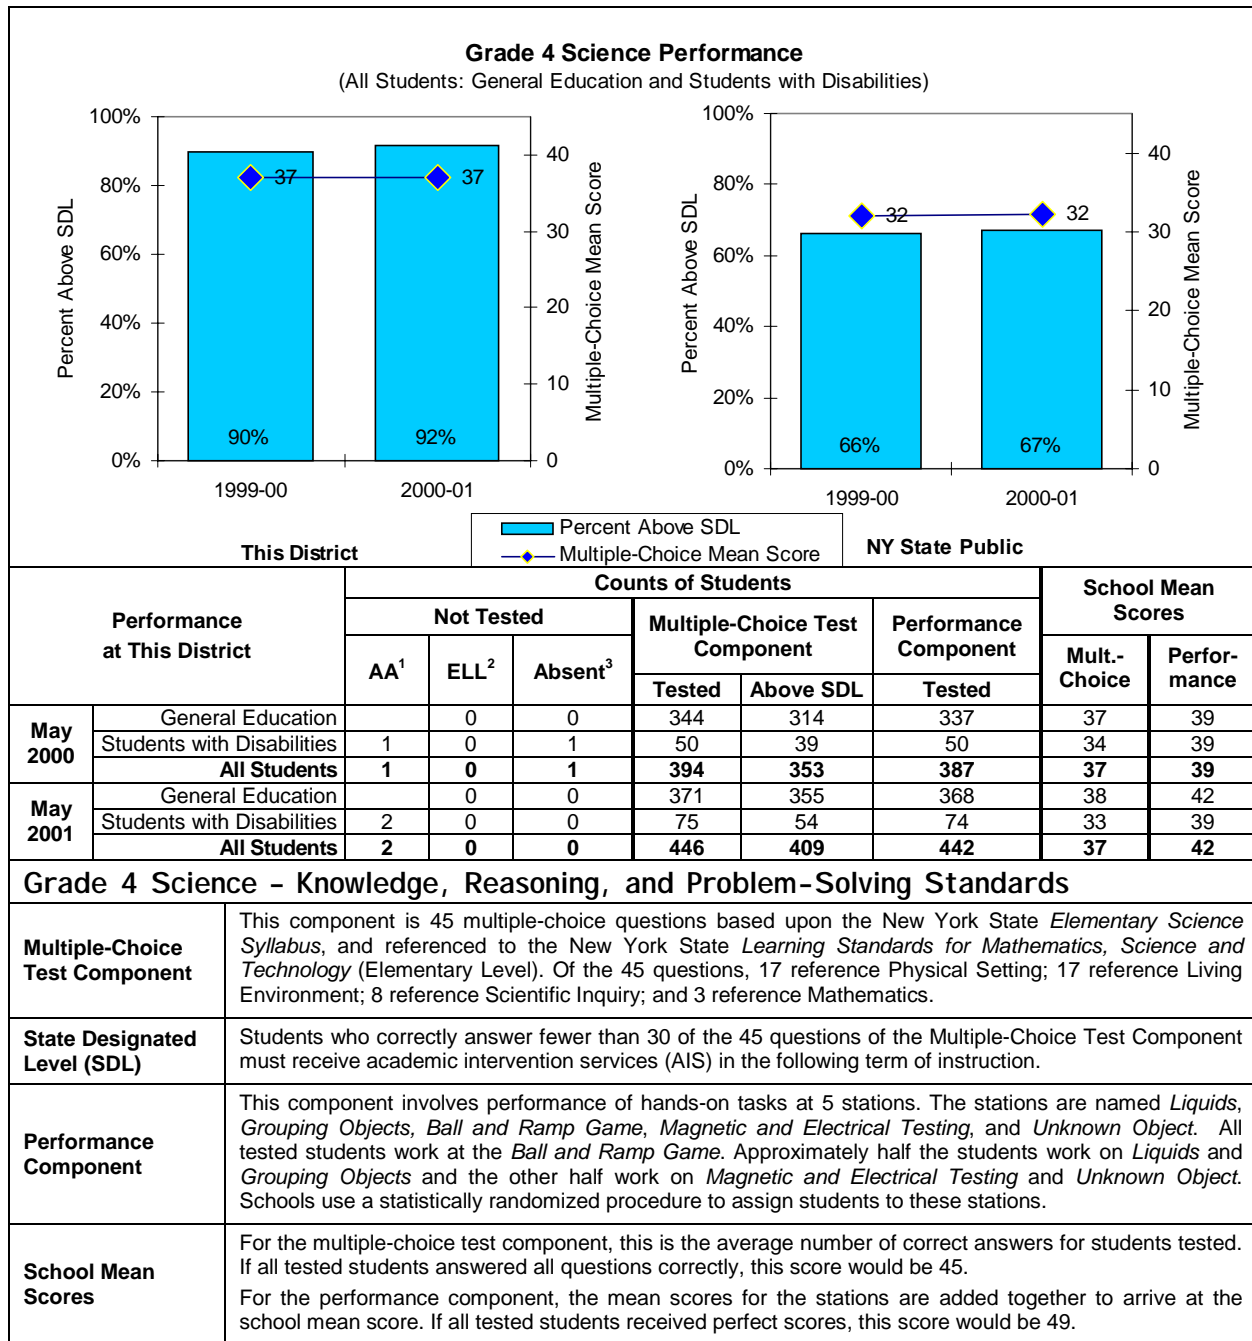 Grade 4 Science Performance
(All Students: General Education and Students with Disabilities)
100%
80%
60%
40%
20%
0%
Percent Above SDL
37
37
90%
92%
40
30
20
10
0
Multiple-Choice Mean Score
1999-00
2000-01
This District
100%
80%
60%
40%
20%
0%
Percent Above SDL
32
32
66%
67%
40
30
20
10
0
Multiple-Choice Mean Score
1999-00
2000-01
NY State Public
Percent Above SDL
Multiple-Choice Mean Score
Performance
at This District
Counts of Students
School Mean
Scores
Not Tested
Multiple-Choice Test
Component
Performance
Component
Mult.-
Choice
Perfor-
mance
AA1 ELL2 Absent3
Tested Above SDL Tested
May
2000
General Education 0 0 344 314 337 37 39
Students with Disabilities 1 0 1 50 39 50 34 39
All Students 1 0 1 394 353 387 37 39
May
2001
General Education 0 0 371 355 368 38 42
Students with Disabilities 2 0 0 75 54 74 33 39
All Students 2 0 0 446 409 442 37 42
Grade 4 Science – Knowledge, Reasoning, and Problem-Solving Standards
Multiple-Choice
Test Component
This component is 45 multiple-choice questions based upon the New York State Elementary Science
Syllabus, and referenced to the New York State Learning Standards for Mathematics, Science and
Technology (Elementary Level). Of the 45 questions, 17 reference Physical Setting; 17 reference Living
Environment; 8 reference Scientific Inquiry; and 3 reference Mathematics.
State Designated
Level (SDL)
Students who correctly answer fewer than 30 of the 45 questions of the Multiple-Choice Test Component
must receive academic intervention services (AIS) in the following term of instruction.
Performance
Component
This component involves performance of hands-on tasks at 5 stations. The stations are named Liquids,
Grouping Objects, Ball and Ramp Game, Magnetic and Electrical Testing, and Unknown Object. All
tested students work at the Ball and Ramp Game. Approximately half the students work on Liquids and
Grouping Objects and the other half work on Magnetic and Electrical Testing and Unknown Object.
Schools use a statistically randomized procedure to assign students to these stations.
School Mean
Scores
For the multiple-choice test component, this is the average number of correct answers for students tested.
If all tested students answered all questions correctly, this score would be 45.
For the performance component, the mean scores for the stations are added together to arrive at the
school mean score. If all tested students received perfect scores, this score would be 49.